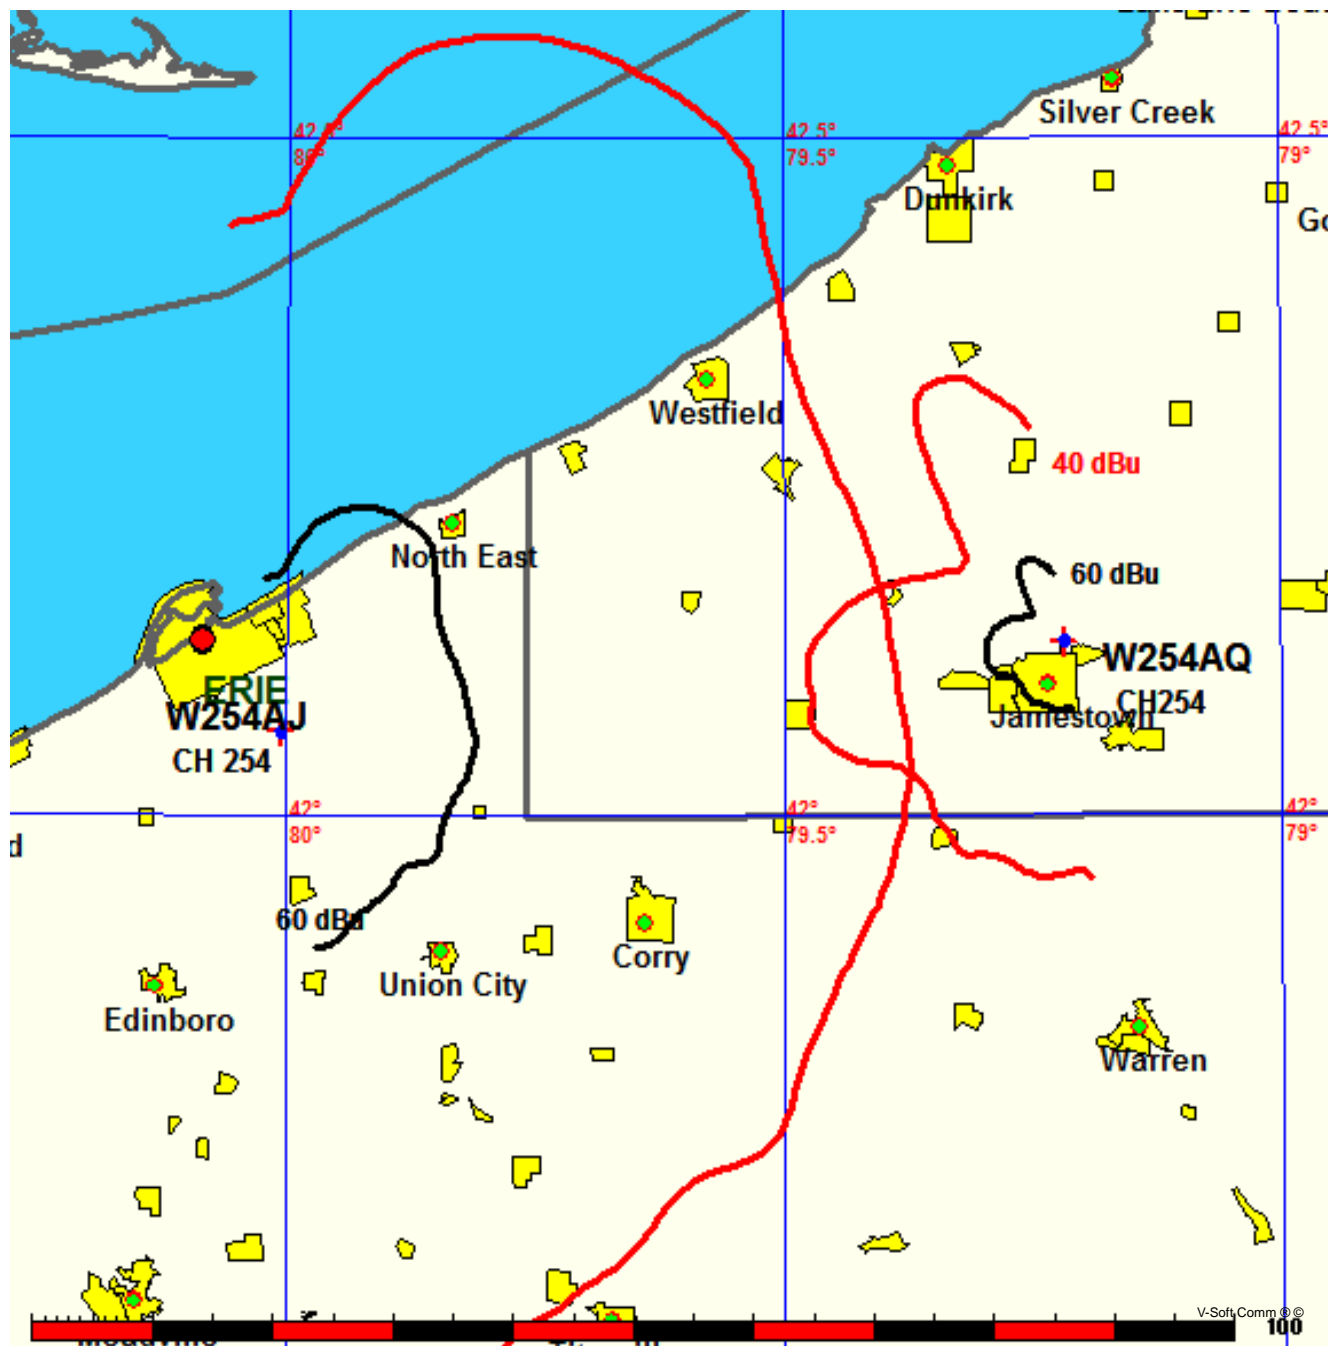 Silver Creek
42.5°
80°
42.5°
79.5°
42.5°
79°
Dunkirk
Westfield
40 dBu
North East
60 dBu
W254AQ
CH254
Jamestown
ERIE
W254AJ
CH 254
42°
80°
42°
79.5°
42°
79°
60 dBu
Corry
Union City
Edinboro
Warren
V-Soft Comm ® ©
100